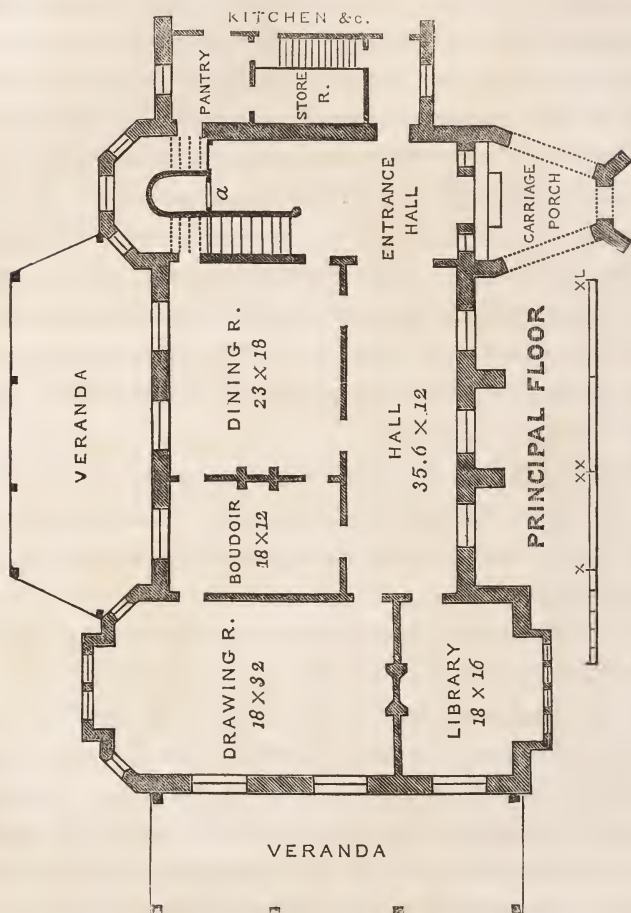 KITCHEN &c.
PANTRY
STORE
R.
a
ENTRANCE
HALL
CARRIAGE
PORCH
VERANDA
DINING R.
23 X 18
HALL
35.6 X 12
BOUDOIR
18 X 12
PRINCIPAL FLOOR
X
XX
XL
DRAWING R.
18 X 32
LIBRARY
18 X 16
VERANDA